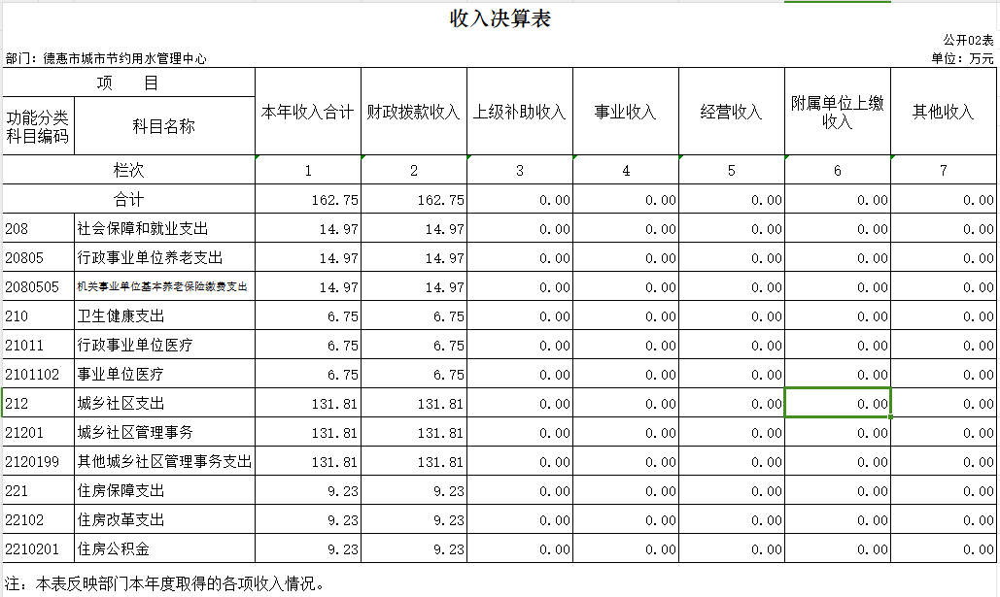 收入决算表
公开02表
部门：德惠市城市节约用水管理中心 单位：万元
项 目 本年收入合计 财政拨款收入 上级补助收入 事业收入 经营收入 附属单位上缴收入 其他收入
功能分类科目编码 科目名称
栏次 1 2 3 4 5 6 7
合计 162.75 162.75 0.00 0.00 0.00 0.00 0.00
208 社会保障和就业支出 14.97 14.97 0.00 0.00 0.00 0.00 0.00
20805 行政事业单位养老支出 14.97 14.97 0.00 0.00 0.00 0.00 0.00
2080505 机关事业单位基本养老保险缴费支出 14.97 14.97 0.00 0.00 0.00 0.00 0.00
210 卫生健康支出 6.75 6.75 0.00 0.00 0.00 0.00 0.00
21011 行政事业单位医疗 6.75 6.75 0.00 0.00 0.00 0.00 0.00
2101102 事业单位医疗 6.75 6.75 0.00 0.00 0.00 0.00 0.00
212 城乡社区支出 131.81 131.81 0.00 0.00 0.00 0.00 0.00
21201 城乡社区管理事务 131.81 131.81 0.00 0.00 0.00 0.00 0.00
2120199 其他城乡社区管理事务支出 131.81 131.81 0.00 0.00 0.00 0.00 0.00
221 住房保障支出 9.23 9.23 0.00 0.00 0.00 0.00 0.00
22102 住房改革支出 9.23 9.23 0.00 0.00 0.00 0.00 0.00
2210201 住房公积金 9.23 9.23 0.00 0.00 0.00 0.00 0.00
注：本表反映部门本年度取得的各项收入情况。